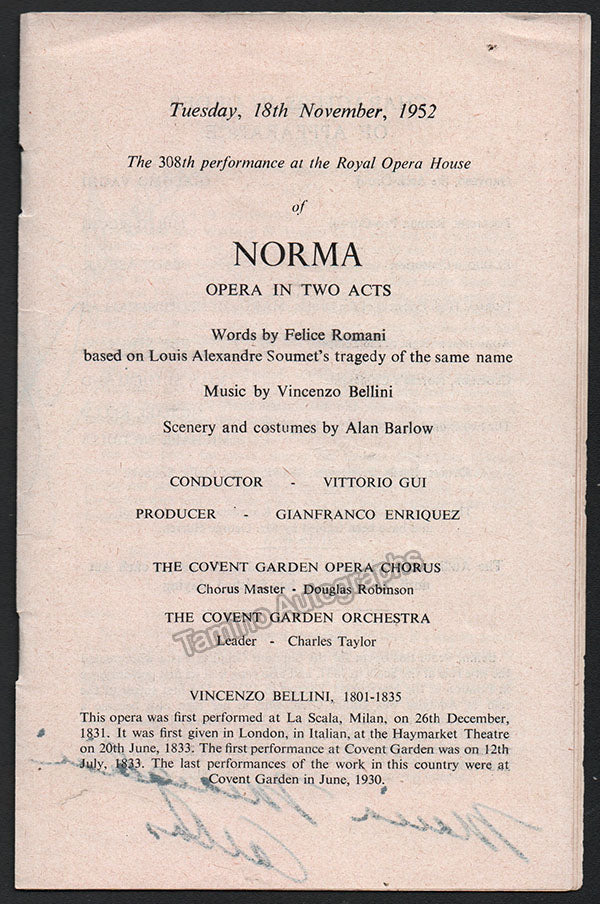 Tuesday, 18th November, 1952
The 308th performance at the Royal Opera House
of
NORMA
OPERA IN TWO ACTS
Words by Felice Romani
based on Louis Alexandre Soumet's tragedy of the same name
Music by Vincenzo Bellini
Scenery and costumes by Alan Barlow
CONDUCTOR - VITTORIO GUI
PRODUCER - GIANFRANCO ENRIQUEZ
THE COVENT GARDEN OPERA CHORUS
Chorus Master - Douglas Robinson
THE COVENT GARDEN ORCHESTRA
Leader - Charles Taylor
Tamino Autographs
VINCENZO BELLINI, 1801-1835
This opera was first performed at La Scala, Milan, on 26th December,
1831. It was first given in London, in Italian, at the Haymarket Theatre
on 20th June, 1833. The first performance at Covent Garden was on 12th
July, 1833. The last performances of the work in this country were at
Covent Garden in June, 1930.
Maria Meneghini
Callas